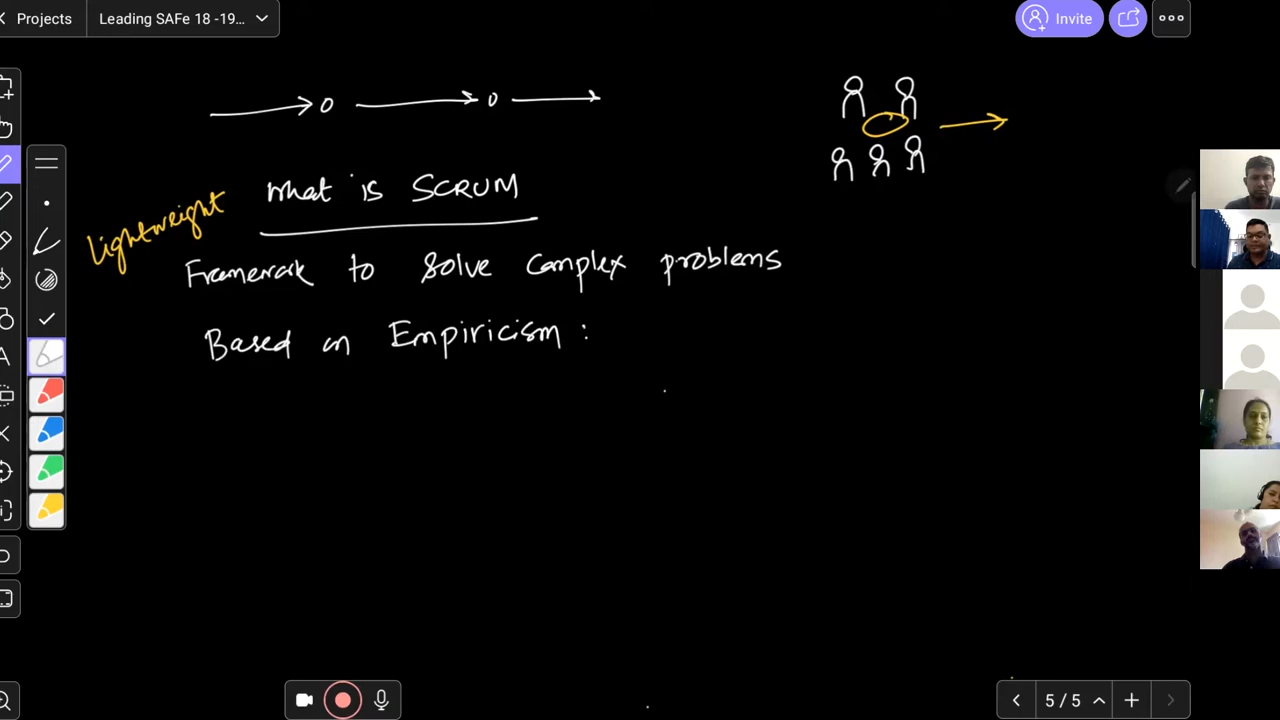 Projects
Leading SAFe 18 -19...
Invite
What is SCRUM
Lightweight
Framework to solve complex problems
Based on Empiricism :
5 / 5